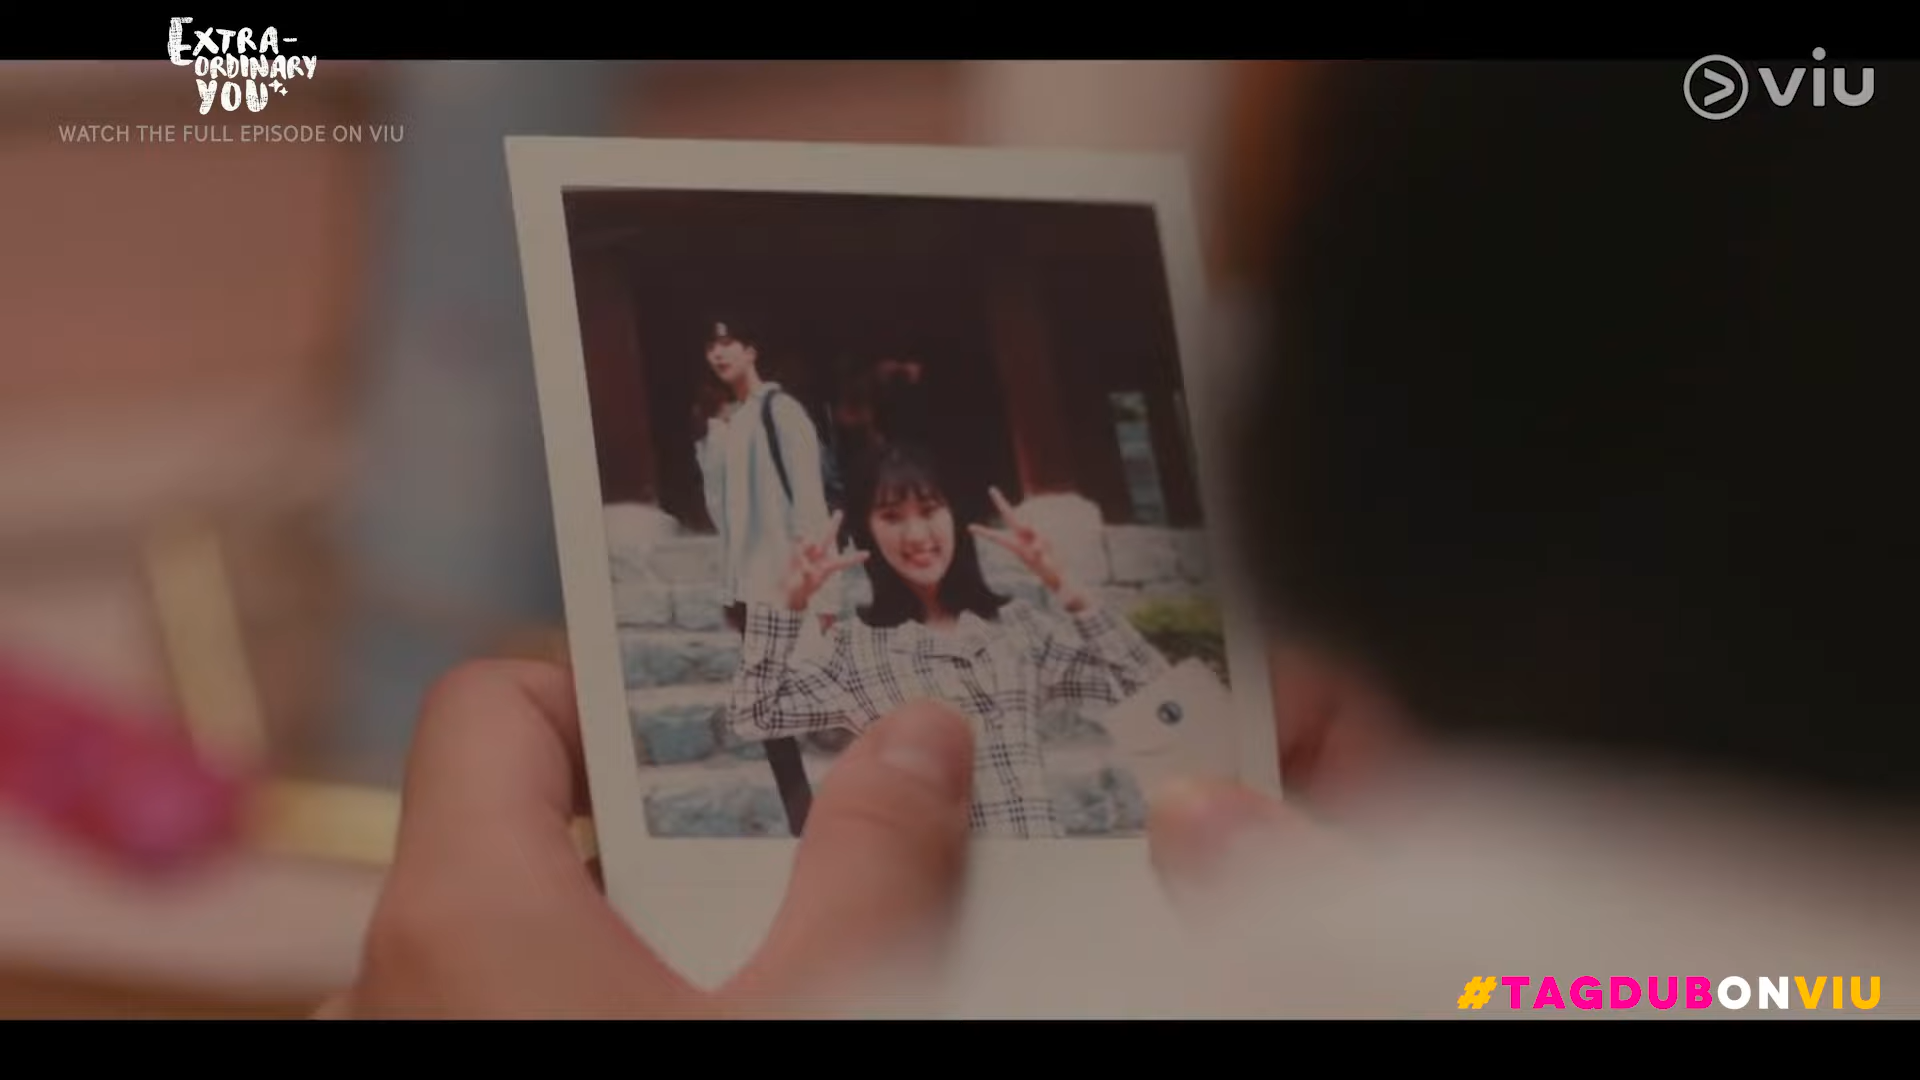 EXTRA-
ORDINARY
YOU
WATCH THE FULL EPISODE ON VIU
viu
#TAGDUBONVIU